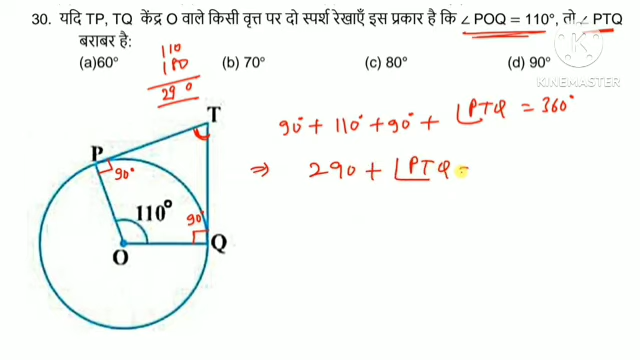 30. यदि TP, TQ केंद्र O वाले किसी वृत्त पर दो स्पर्श रेखाएँ इस प्रकार है कि ∠ POQ = 110°, तो ∠ PTQ
बराबर है:
(a)60° (b) 70° (c) 80° (d) 90°
110
180
290
KINEMASTER
90° + 110° + 90° + ∠PTQ = 360°
⇒ 290 + ∠PTQ =
T
P
90°
110°
90°
O
Q